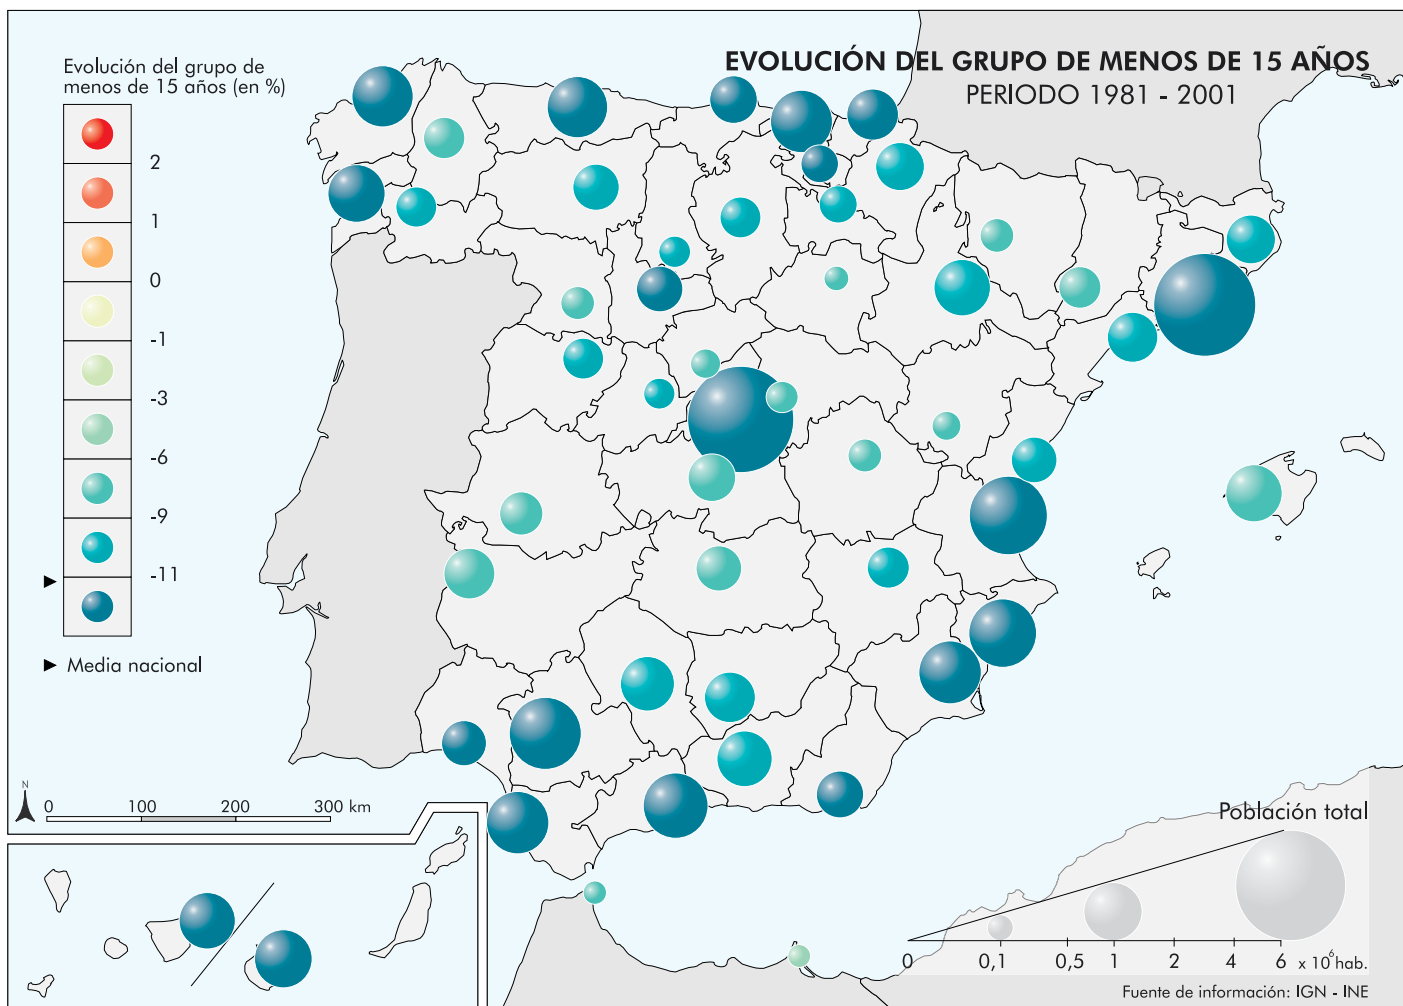 EVOLUCIÓN DEL GRUPO DE MENOS DE 15 AÑOS
PERIODO 1981 - 2001
Evolución del grupo de
menos de 15 años (en %)
2
1
0
-1
-3
-6
-9
-11
► Media nacional
N
0 100 200 300 km
Población total
0 0,1 0,5 1 2 4 6 x 10⁶ hab.
Fuente de información: IGN - INE